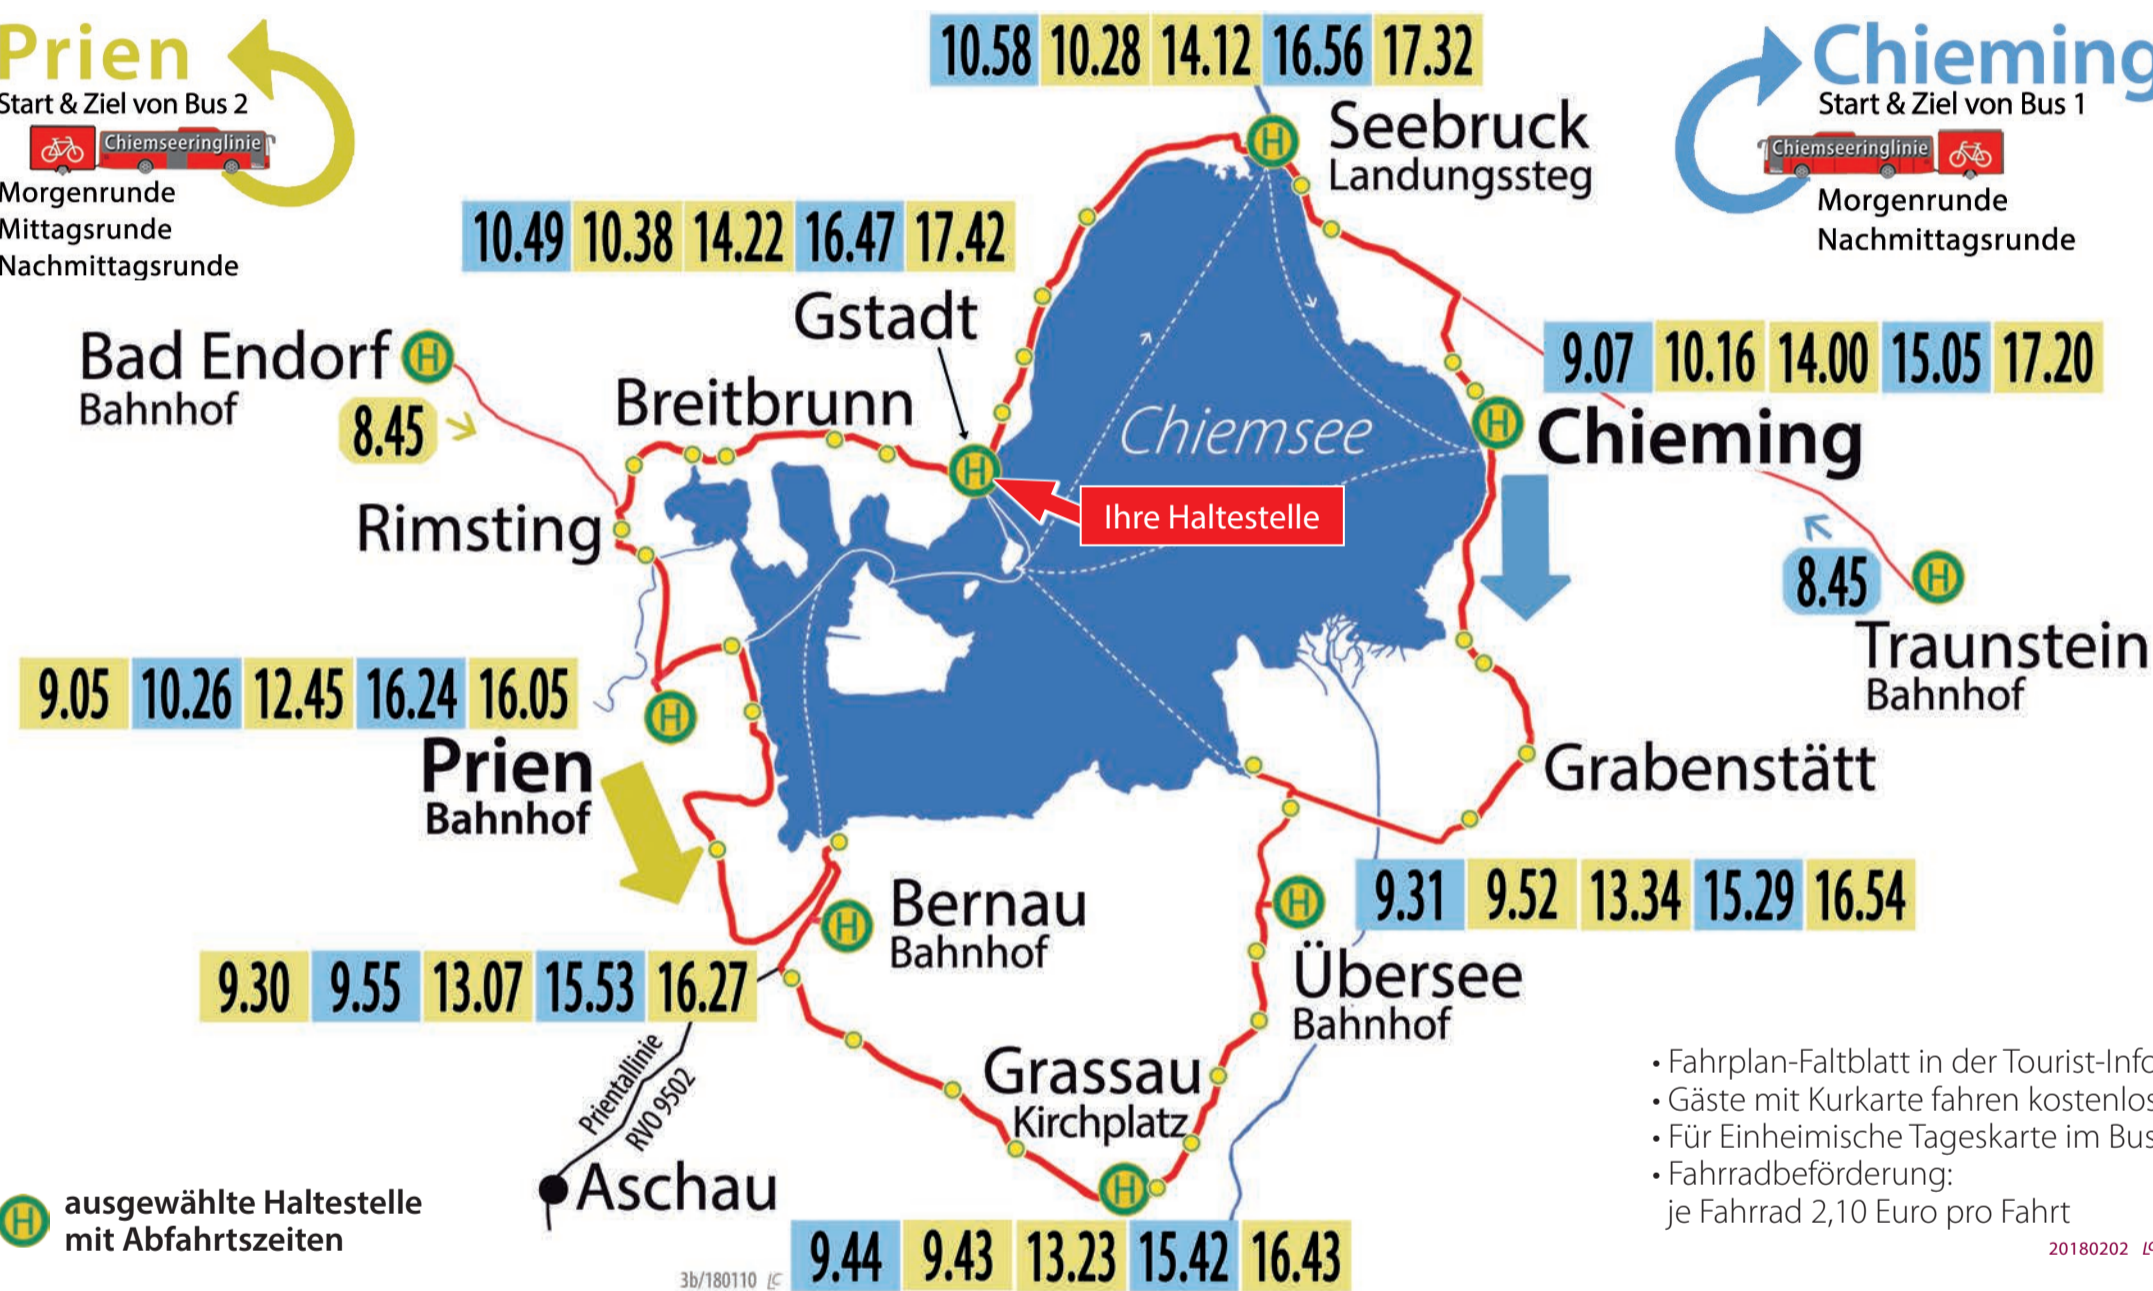 Prien
Start & Ziel von Bus 2
Chiemseeringlinie
Morgenrunde
Mittagsrunde
Nachmittagsrunde
10.58 10.28 14.12 16.56 17.32
Seebruck
Landungssteg
Chieming
Start & Ziel von Bus 1
Chiemseeringlinie
Morgenrunde
Nachmittagsrunde
10.49 10.38 14.22 16.47 17.42
Gstadt
Bad Endorf H
Bahnhof
8.45
Breitbrunn
Chiemsee
9.07 10.16 14.00 15.05 17.20
H Chieming
H
H
Ihre Haltestelle
Rimsting
8.45 H
Traunstein
Bahnhof
9.05 10.26 12.45 16.24 16.05
H
Prien
Bahnhof
Grabenstätt
H Bernau
Bahnhof
H 9.31 9.52 13.34 15.29 16.54
Übersee
Bahnhof
9.30 9.55 13.07 15.53 16.27
Prientallinie
RVO 9502
Aschau
Grassau
Kirchplatz
H
9.44 9.43 13.23 15.42 16.43
H ausgewählte Haltestelle
mit Abfahrtszeiten
3b/180110 LC
• Fahrplan-Faltblatt in der Tourist-Info
• Gäste mit Kurkarte fahren kostenlos
• Für Einheimische Tageskarte im Bus
• Fahrradbeförderung:
je Fahrrad 2,10 Euro pro Fahrt
20180202 LC